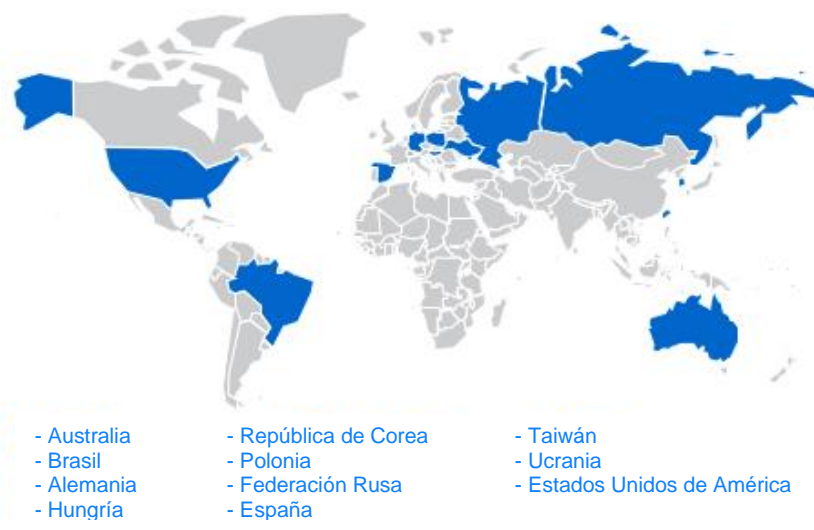 - Australia
- Brasil
- Alemania
- Hungría
- República de Corea
- Polonia
- Federación Rusa
- España
- Taiwán
- Ucrania
- Estados Unidos de América